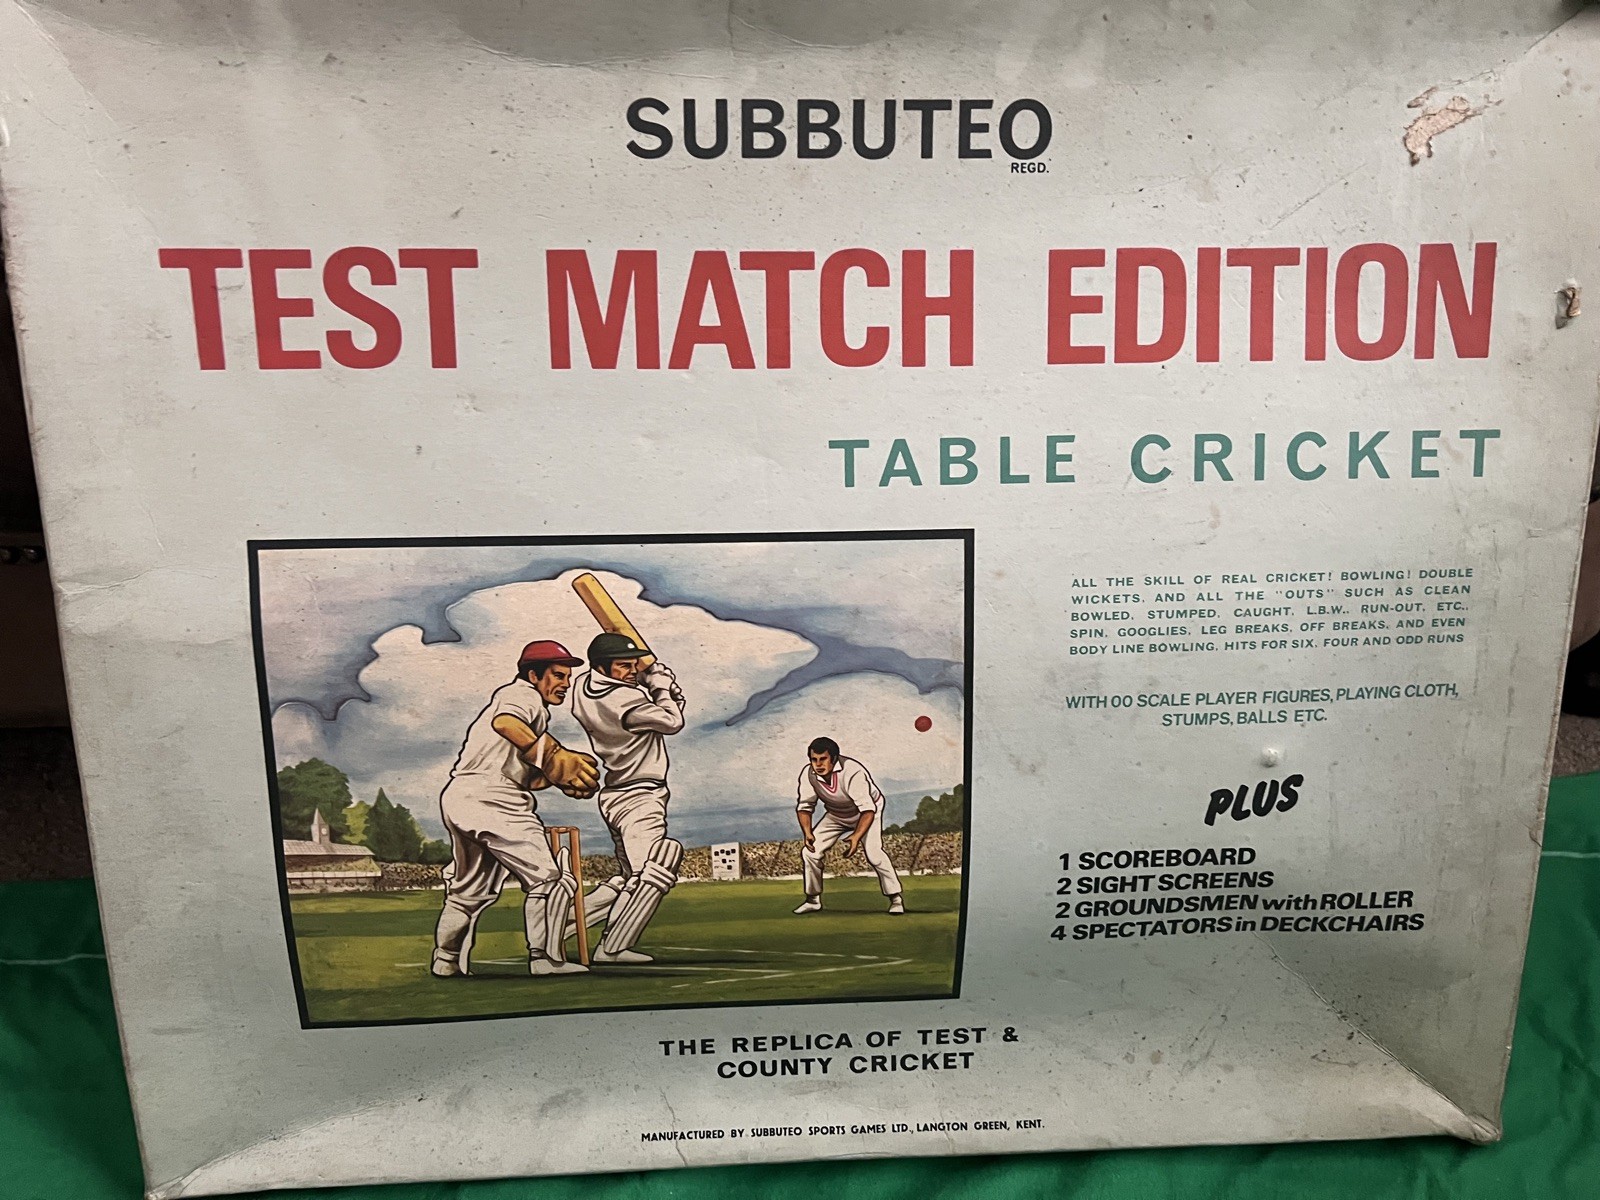 SUBBUTEO
REGD.
TEST MATCH EDITION
TABLE CRICKET
ALL THE SKILL OF REAL CRICKET! BOWLING! DOUBLE
WICKETS, AND ALL THE "OUTS" SUCH AS CLEAN
BOWLED, STUMPED, CAUGHT, L.B.W., RUN-OUT, ETC.,
SPIN, GOOGLIES, LEG BREAKS, OFF BREAKS, AND EVEN
BODY LINE BOWLING, HITS FOR SIX, FOUR AND ODD RUNS
WITH OO SCALE PLAYER FIGURES, PLAYING CLOTH,
STUMPS, BALLS ETC.
PLUS
1 SCOREBOARD
2 SIGHT SCREENS
2 GROUNDSMEN with ROLLER
4 SPECTATORS in DECKCHAIRS
THE REPLICA OF TEST &
COUNTY CRICKET
MANUFACTURED BY SUBBUTEO SPORTS GAMES LTD., LANGTON GREEN, KENT.